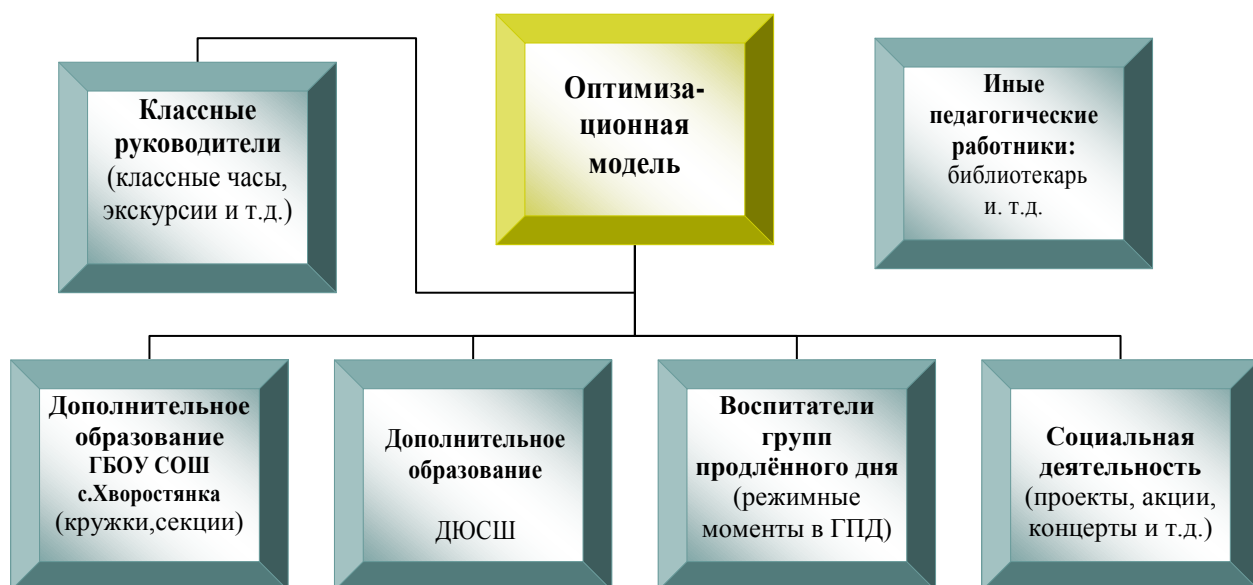 Классные
руководители
(классные часы,
экскурсии и т.д.)
Оптимиза-
ционная
модель
Иные
педагогические
работники:
библиотекарь
и. т.д.
Дополнительное
образование
ГБОУ СОШ
с.Хворостянка
(кружки,секции)
Дополнительное
образование
ДЮСШ
Воспитатели
групп
продлённого дня
(режимные
моменты в ГПД)
Социальная
деятельность
(проекты, акции,
концерты и т.д.)